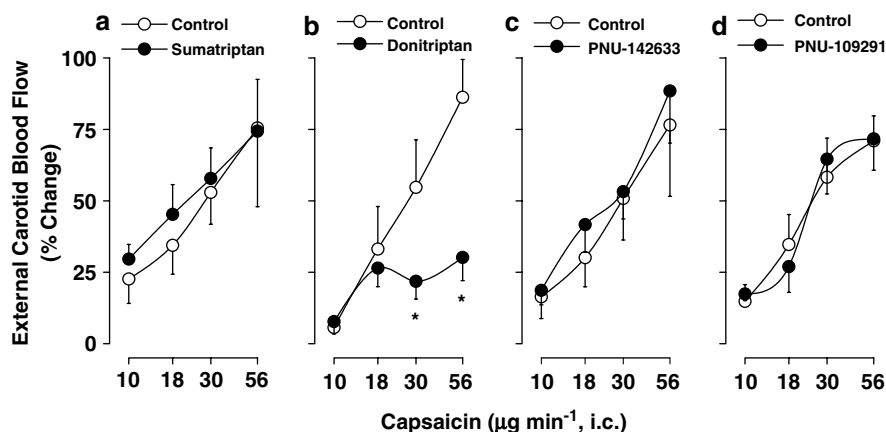 a
Control
Sumatriptan
b
Control
Donitriptan
c
Control
PNU-142633
d
Control
PNU-109291
External Carotid Blood Flow
(% Change)
100
75
50
25
0
*
*
10 18 30 56
10 18 30 56
10 18 30 56
10 18 30 56
Capsaicin (µg min⁻¹, i.c.)